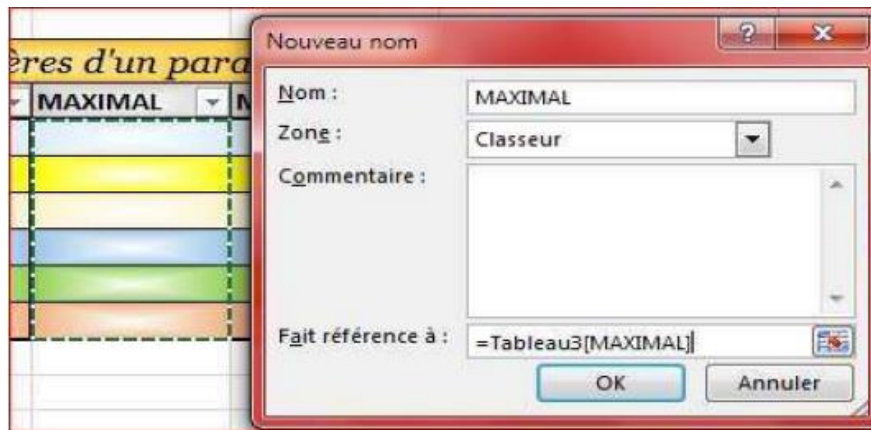 ères d'un para
MAXIMAL
Nouveau nom
Nom :
MAXIMAL
Zone :
Classeur
Commentaire :
Fait référence à :
=Tableau3[MAXIMAL]
OK
Annuler